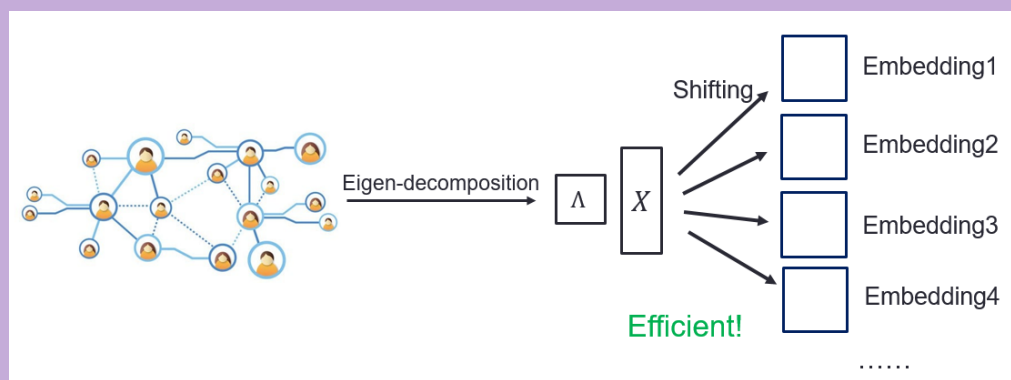 Shifting
Eigen-decomposition
Λ
X
Embedding1
Embedding2
Embedding3
Embedding4
Efficient!
……